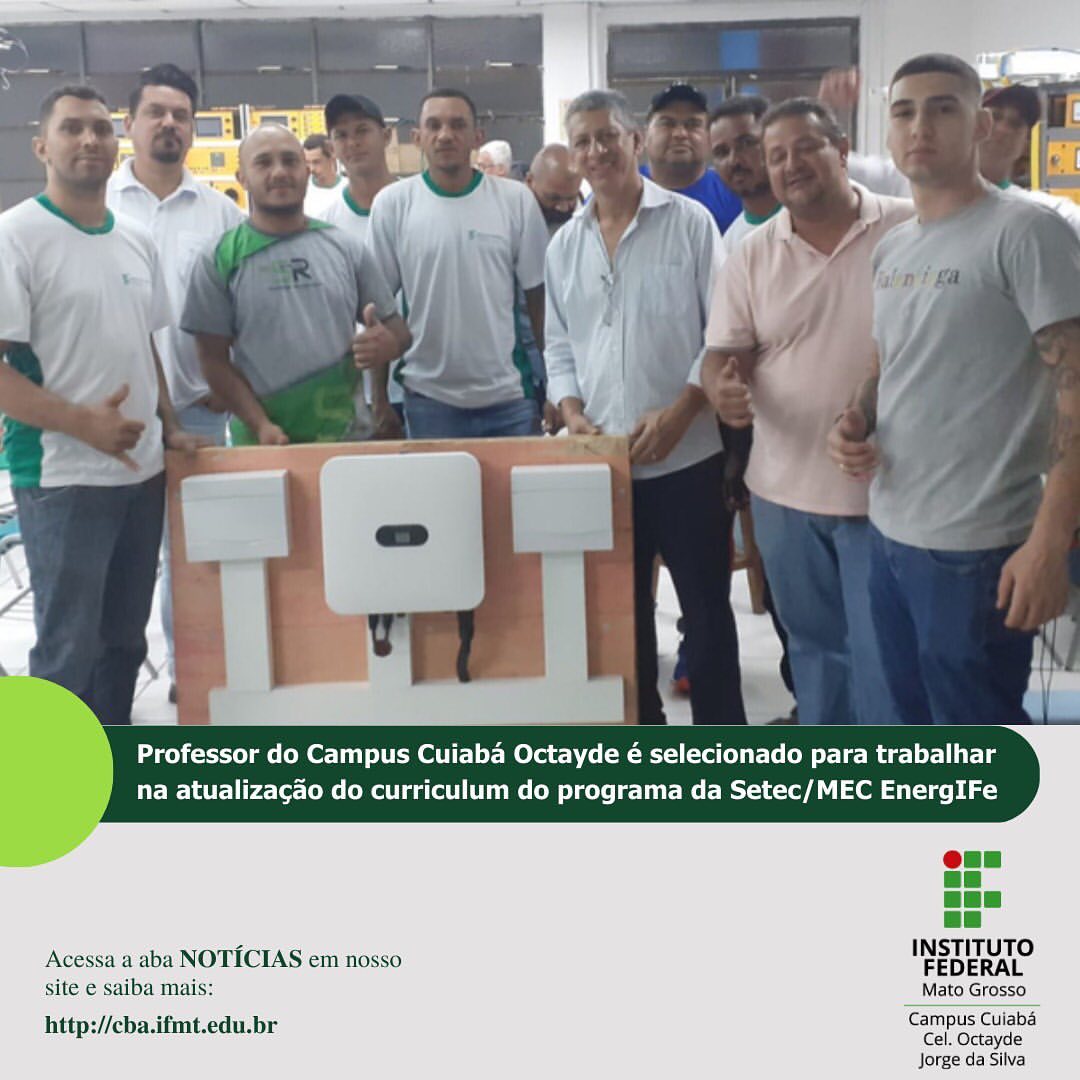 R
Balenciaga
Professor do Campus Cuiabá Octayde é selecionado para trabalhar
na atualização do curriculum do programa da Setec/MEC EnergIFe
Acessa a aba NOTÍCIAS em nosso
site e saiba mais:
http://cba.ifmt.edu.br
INSTITUTO
FEDERAL
Mato Grosso
Campus Cuiabá
Cel. Octayde
Jorge da Silva